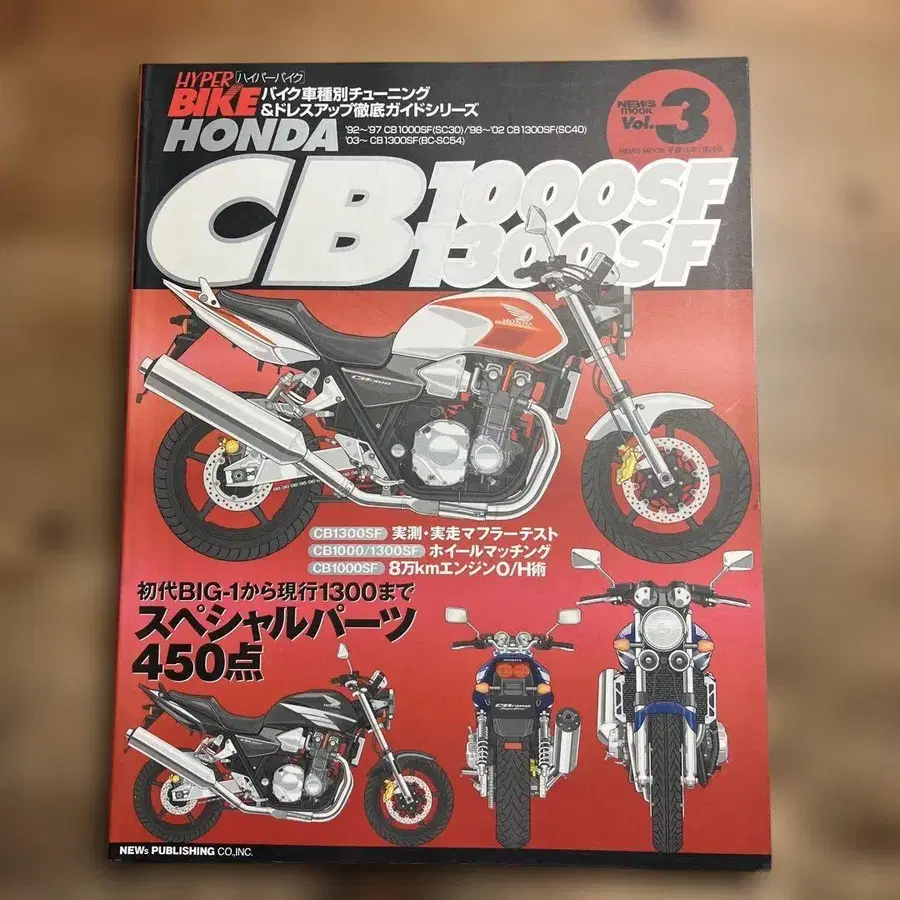 HYPER [ハイパーバイク]
BIKE バイク車種別チューニング
&ドレスアップ徹底ガイドシリーズ
HONDA '92〜'97 CB1000SF(SC30)/'98〜'02 CB1300SF(SC40)
'03〜 CB1300SF(BC-SC54)
NEWS mook
Vol.3
NEWS MOOK
CB 1000SF
1300SF
HONDA
CB1300
CB1300SF 実測・実走マフラーテスト
CB1000/1300SF ホイールマッチング
CB1000SF 8万kmエンジンO/H術
初代BIG-1から現行1300まで
スペシャルパーツ
450点
HONDA
NEWs PUBLISHING CO.,INC.